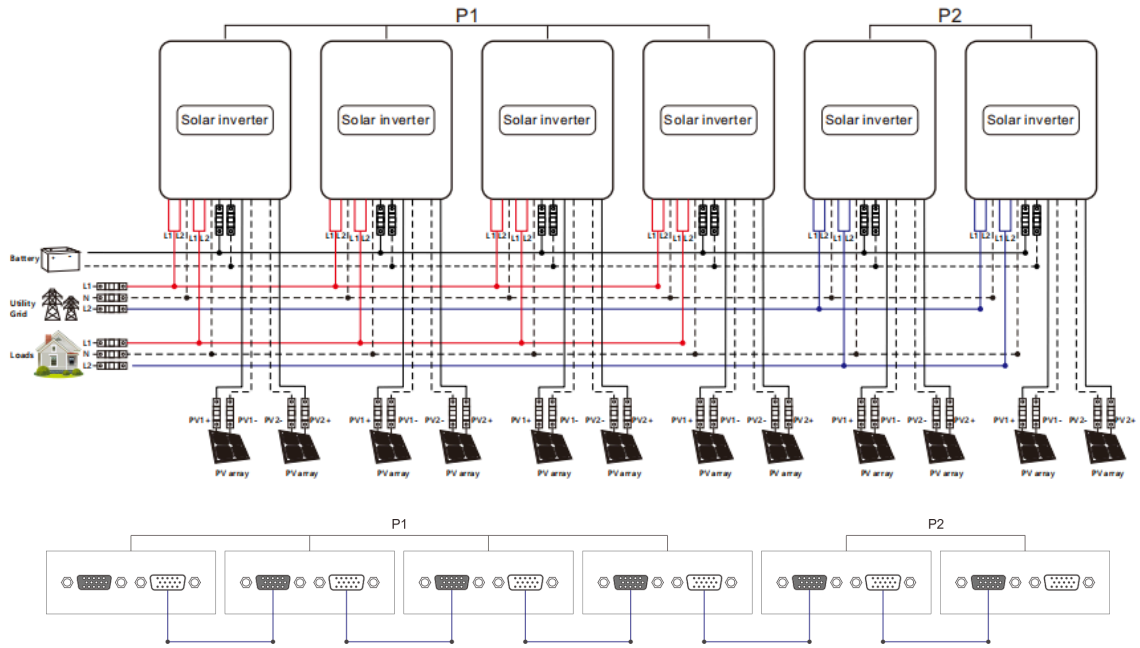 P1 P2
Solar inverter Solar inverter Solar inverter Solar inverter Solar inverter Solar inverter
L1 L2 L1 L2 L1 L2 L1 L2 L1 L2 L1 L2 L1 L2 L1 L2 L1 L2 L1 L2 L1 L2 L1 L2
Battery
L1
Utility Grid N
L2
L1
Loads N
L2
PV1+ PV1- PV2- PV2+ PV1+ PV1- PV2- PV2+ PV1+ PV1- PV2- PV2+ PV1+ PV1- PV2- PV2+ PV1+ PV1- PV2- PV2+ PV1+ PV1- PV2- PV2+
PV array PV array PV array PV array PV array PV array PV array PV array PV array PV array PV array PV array
P1 P2